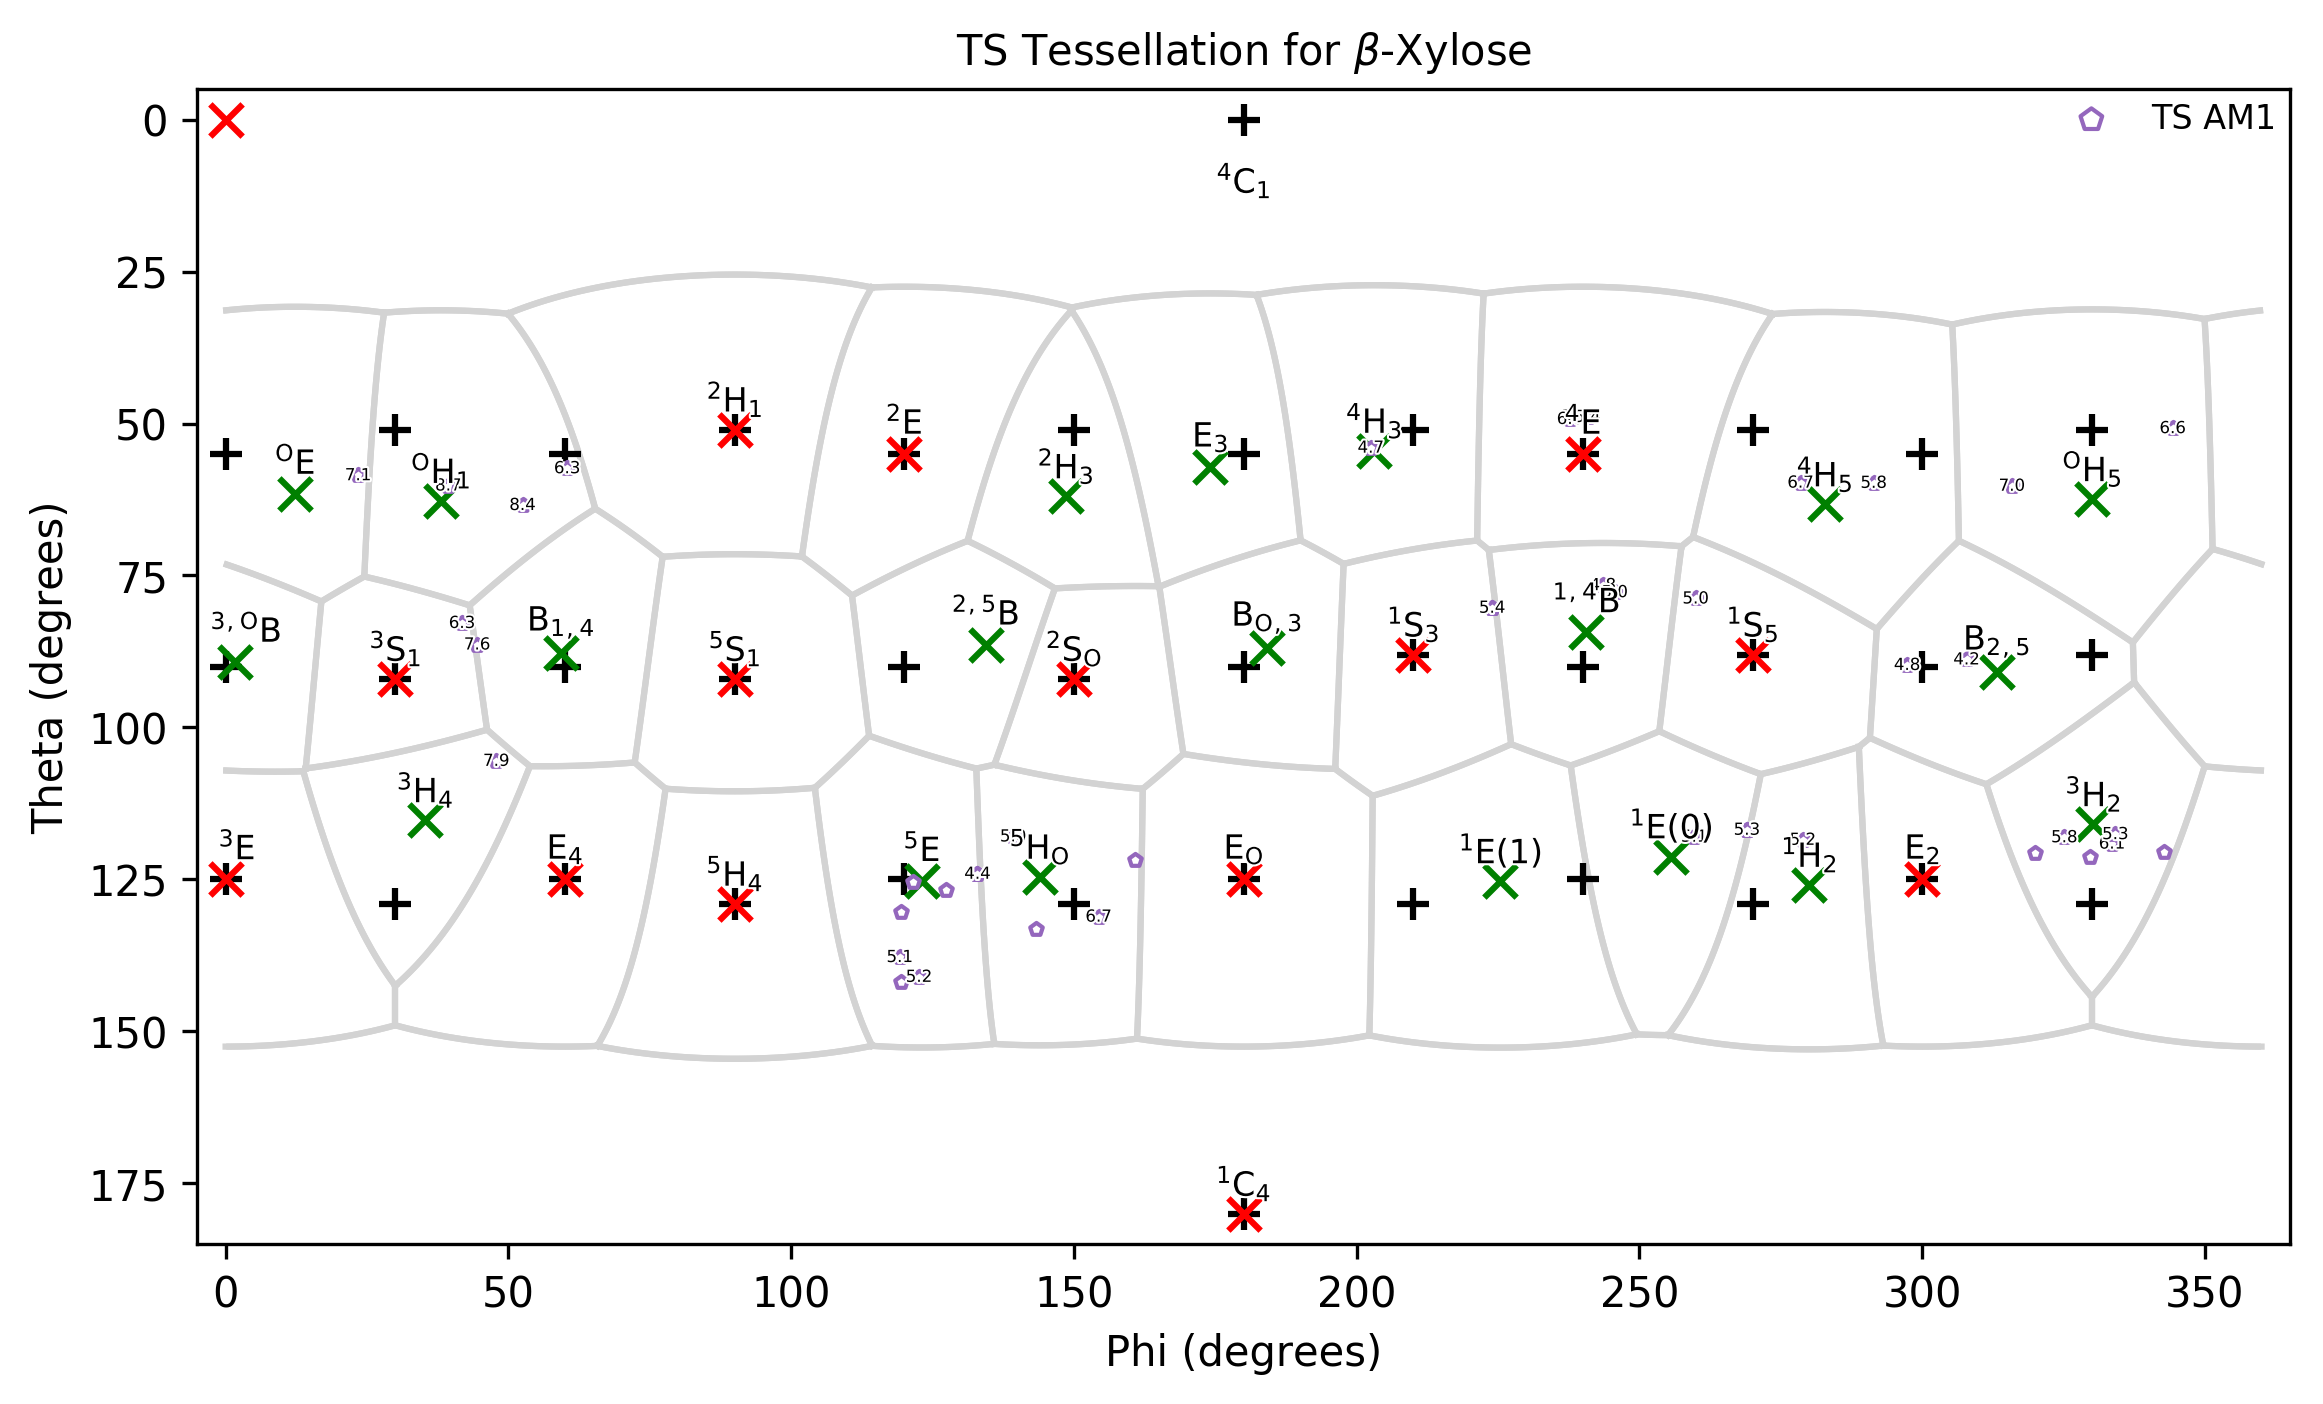 TS Tessellation for β-Xylose
TS AM1
⁴C₁
²H₁
²E
⁴H₃
⁴E
E₃
ᴼE
ᴼH₁
²H₃
⁴H₅
ᴼH₅
7.1
8.7
6.3
8.4
4.7
6.7
5.8
7.0
6.6
³,ᴼB
³S₁
B₁,₄
⁵S₁
²,⁵B
²Sₒ
Bₒ,₃
¹S₃
¹,⁴B
¹S₅
B₂,₅
6.3
7.6
5.4
4.8
5.0
4.8
4.2
7.9
³H₄
³H₂
³E
E₄
⁵H₄
⁵E
⁵Hₒ
Eₒ
¹E(1)
¹E(0)
¹H₂
E₂
4.4
5.3
5.2
5.8
5.3
6.1
6.7
5.1
5.2
¹C₄
0
25
50
75
100
125
150
175
Theta (degrees)
0
50
100
150
200
250
300
350
Phi (degrees)